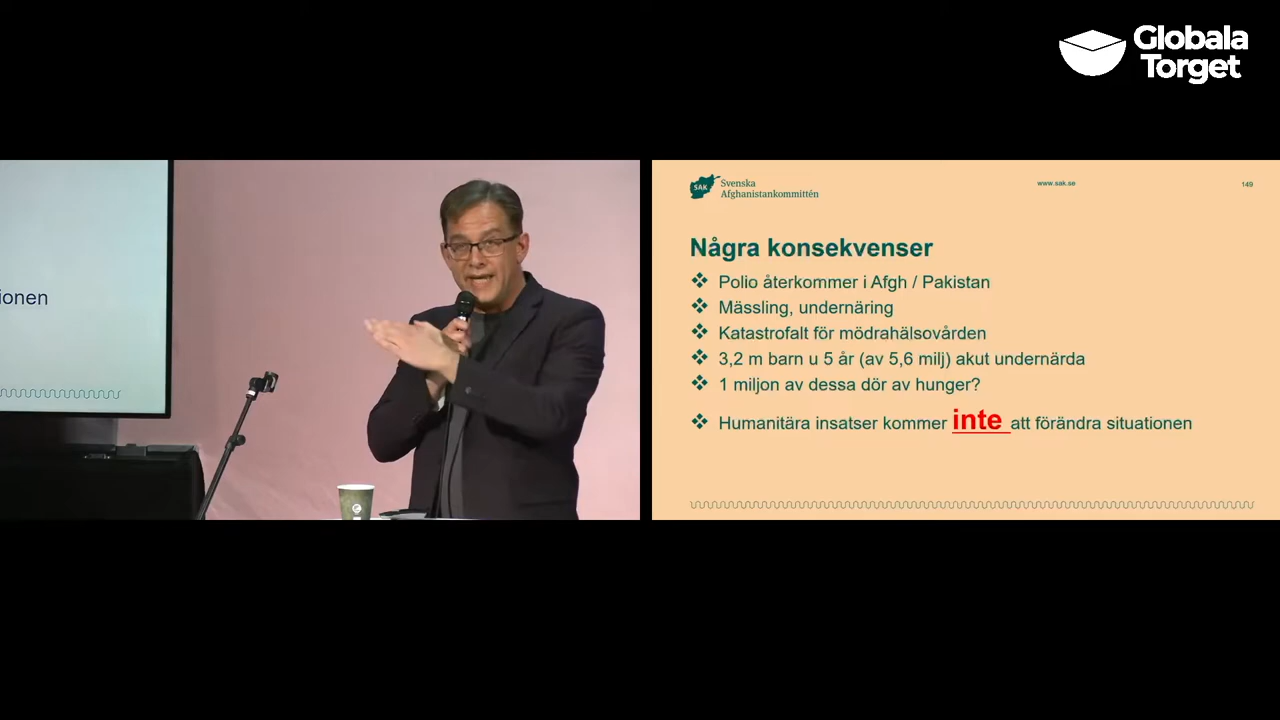 Globala
Torget
ionen
SAK
Svenska
Afghanistankommittén
www.sak.se
149
Några konsekvenser
❖ Polio återkommer i Afgh / Pakistan
❖ Mässling, undernäring
❖ Katastrofalt för mödrahälsovården
❖ 3,2 m barn u 5 år (av 5,6 milj) akut undernärda
❖ 1 miljon av dessa dör av hunger?
❖ Humanitära insatser kommer inte att förändra situationen